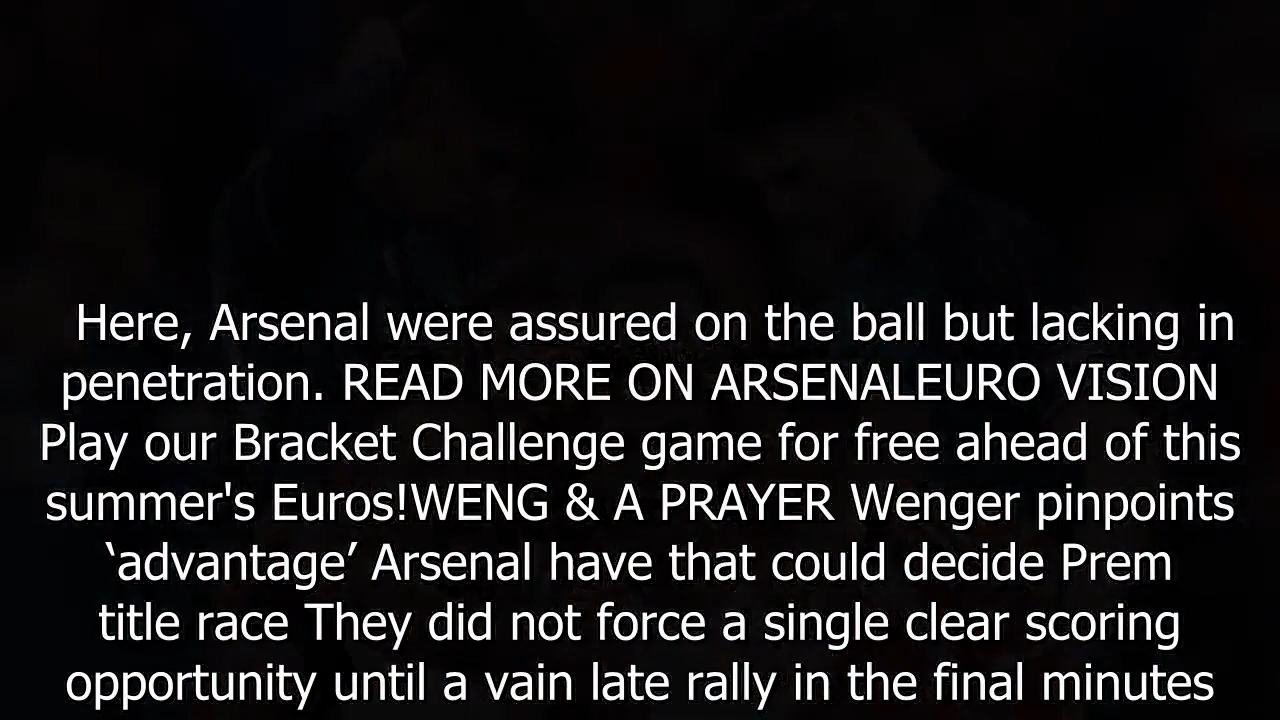 Here, Arsenal were assured on the ball but lacking in
penetration. READ MORE ON ARSENALEURO VISION
Play our Bracket Challenge game for free ahead of this
summer's Euros!WENG & A PRAYER Wenger pinpoints
‘advantage’ Arsenal have that could decide Prem
title race They did not force a single clear scoring
opportunity until a vain late rally in the final minutes